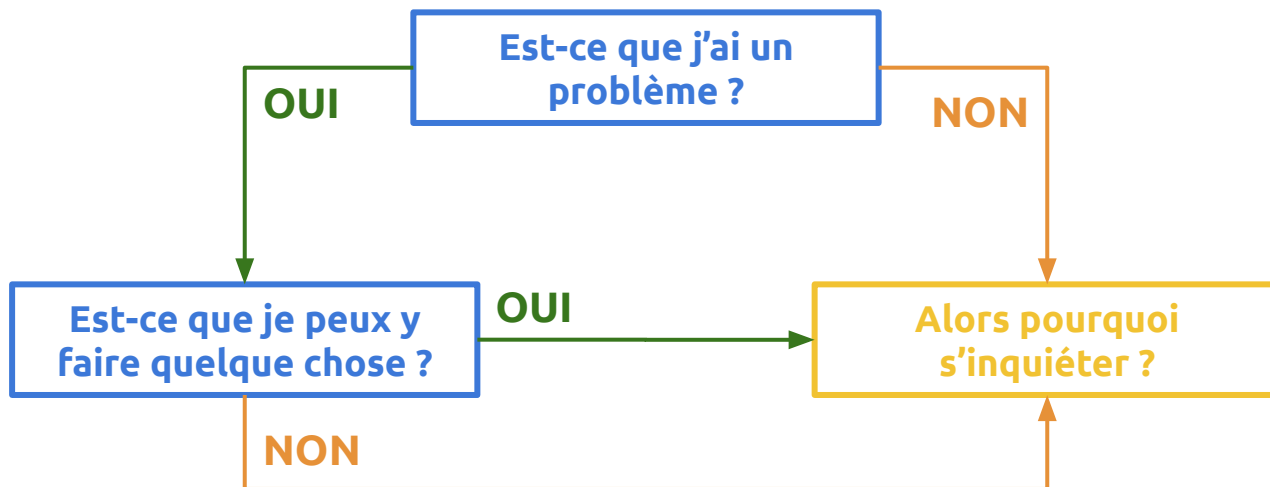 Est-ce que j’ai un
problème ?
OUI
NON
Est-ce que je peux y
faire quelque chose ?
OUI
Alors pourquoi
s’inquiéter ?
NON